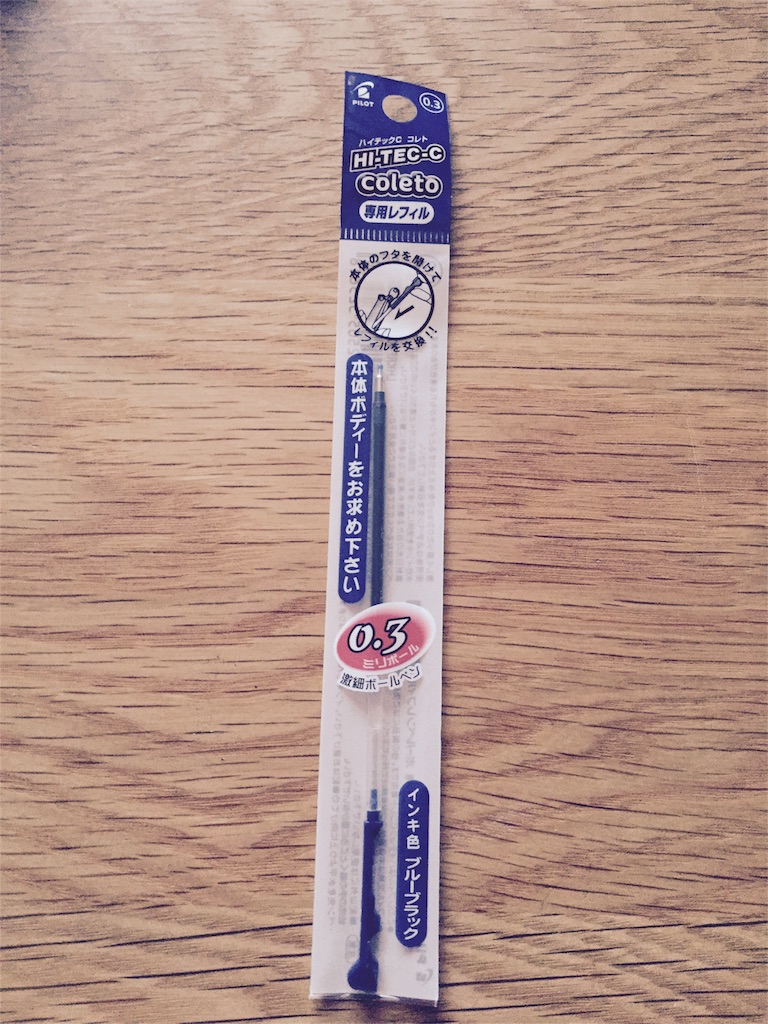 PILOT
0.3
ハイテックC コレト
HI-TEC-C
coleto
専用レフィル
本体のフタを開けて
レフィルを交換!!
本体ボディーをお求め下さい
0.3
ミリボール
激細ボールペン
インキ色 ブルーブラック